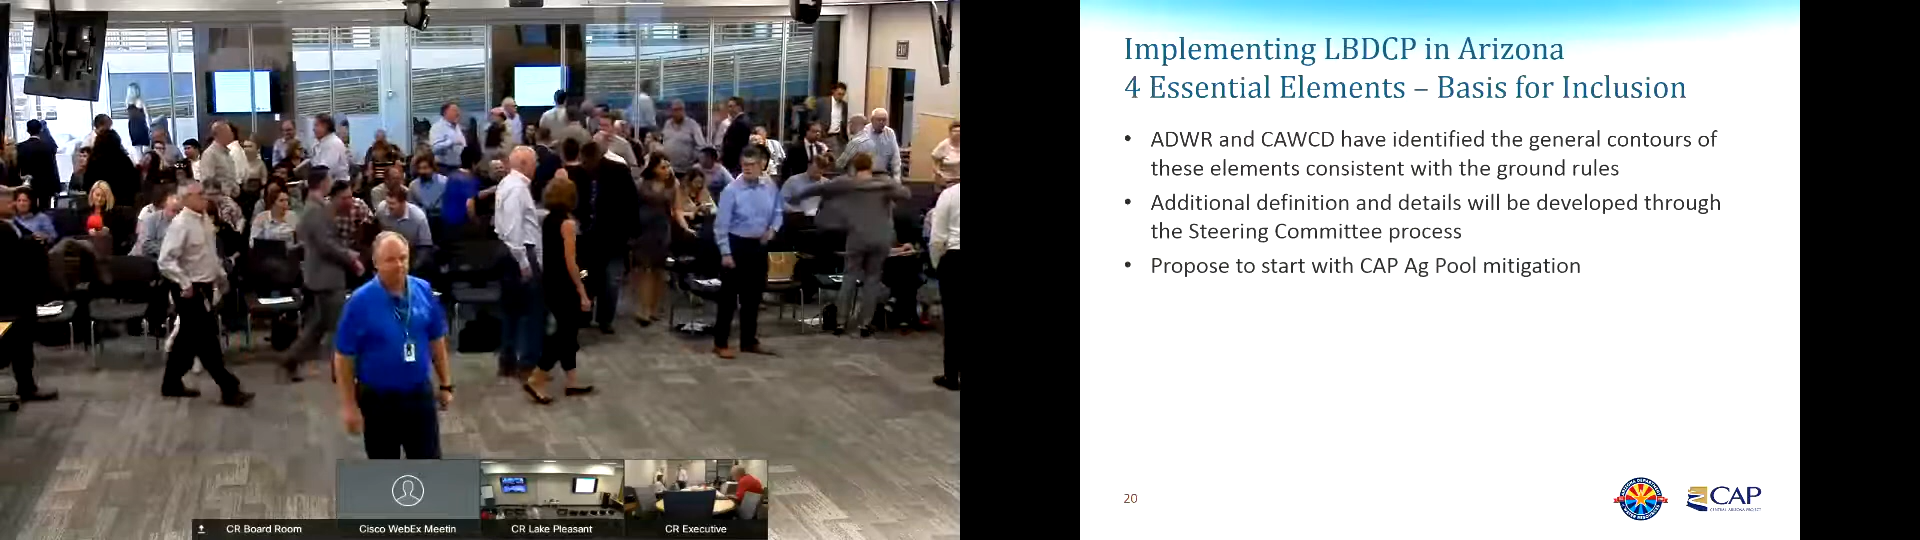 Implementing LBDCP in Arizona
4 Essential Elements – Basis for Inclusion
• ADWR and CAWCD have identified the general contours of
these elements consistent with the ground rules
• Additional definition and details will be developed through
the Steering Committee process
• Propose to start with CAP Ag Pool mitigation
20
CAP
CENTRAL ARIZONA PROJECT
CR Board Room
Cisco WebEx Meetin
CR Lake Pleasant
CR Executive